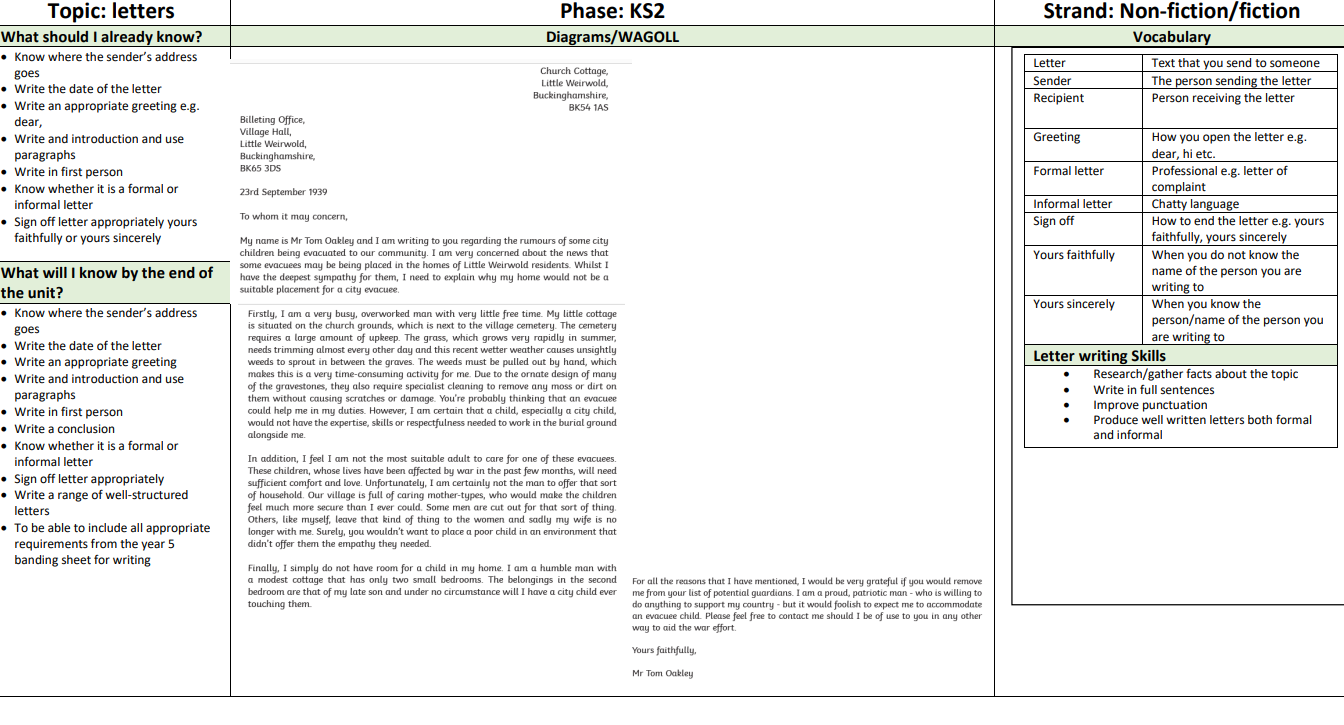 Topic: letters
Phase: KS2
Strand: Non-fiction/fiction
What should I already know?
• Know where the sender's address
goes
• Write the date of the letter
• Write an appropriate greeting e.g.
dear,
• Write and introduction and use
paragraphs
• Write in first person
• Know whether it is a formal or
informal letter
• Sign off letter appropriately yours
faithfully or yours sincerely
What will I know by the end of
the unit?
• Know where the sender's address
goes
• Write the date of the letter
• Write an appropriate greeting
• Write and introduction and use
paragraphs
• Write in first person
• Write a conclusion
• Know whether it is a formal or
informal letter
• Sign off letter appropriately
• Write a range of well-structured
letters
• To be able to include all appropriate
requirements from the year 5
banding sheet for writing
Diagrams/WAGOLL
Church Cottage,
Little Weirwold,
Buckinghamshire,
BK54 1AS
Billeting Office,
Village Hall,
Little Weirwold,
Buckinghamshire,
BK65 3DS
23rd September 1939
To whom it may concern,
My name is Mr Tom Oakley and I am writing to you regarding the rumours of some city
children being evacuated to our community. I am very concerned about the news that
some evacuees may be being placed in the homes of Little Weirwold residents. Whilst I
have the deepest sympathy for them, I need to explain why my home would not be a
suitable placement for a city evacuee.
Firstly, I am a very busy, overworked man with very little free time. My little cottage
is situated on the church grounds, which is next to the village cemetery. The cemetery
requires a large amount of upkeep. The grass, which grows very rapidly in summer,
needs trimming almost every other day and this recent wetter weather causes unsightly
weeds to sprout in between the graves. The weeds must be pulled out by hand, which
makes this is a very time-consuming activity for me. Due to the ornate design of many
of the gravestones, they also require specialist cleaning to remove any moss or dirt on
them without causing scratches or damage. You're probably thinking that an evacuee
could help me in my duties. However, I am certain that a child, especially a city child,
would not have the expertise, skills or respectfulness needed to work in the burial ground
alongside me.
In addition, I feel I am not the most suitable adult to care for one of these evacuees.
These children, whose lives have been affected by war in the past few months, will need
sufficient comfort and love. Unfortunately, I am certainly not the man to offer that sort
of household. Our village is full of caring mother-types, who would make the children
feel much more secure than I ever could. Some men are cut out for that sort of thing.
Others, like myself, leave that kind of thing to the women and sadly my wife is no
longer with me. Surely, you wouldn't want to place a poor child in an environment that
didn't offer them the empathy they needed.
Finally, I simply do not have room for a child in my home. I am a humble man with
a modest cottage that has only two small bedrooms. The belongings in the second
bedroom are that of my late son and under no circumstance will I have a city child ever
touching them.
For all the reasons that I have mentioned, I would be very grateful if you would remove
me from your list of potential guardians. I am a proud, patriotic man - who is willing to
do anything to support my country - but it would foolish to expect me to accommodate
an evacuee child. Please feel free to contact me should I be of use to you in any other
way to aid the war effort.
Yours faithfully,
Mr Tom Oakley
Vocabulary
Letter Text that you send to someone
Sender The person sending the letter
Recipient Person receiving the letter
Greeting How you open the letter e.g.
dear, hi etc.
Formal letter Professional e.g. letter of
complaint
Informal letter Chatty language
Sign off How to end the letter e.g. yours
faithfully, yours sincerely
Yours faithfully When you do not know the
name of the person you are
writing to
Yours sincerely When you know the
person/name of the person you
are writing to
Letter writing Skills
• Research/gather facts about the topic
• Write in full sentences
• Improve punctuation
• Produce well written letters both formal
and informal